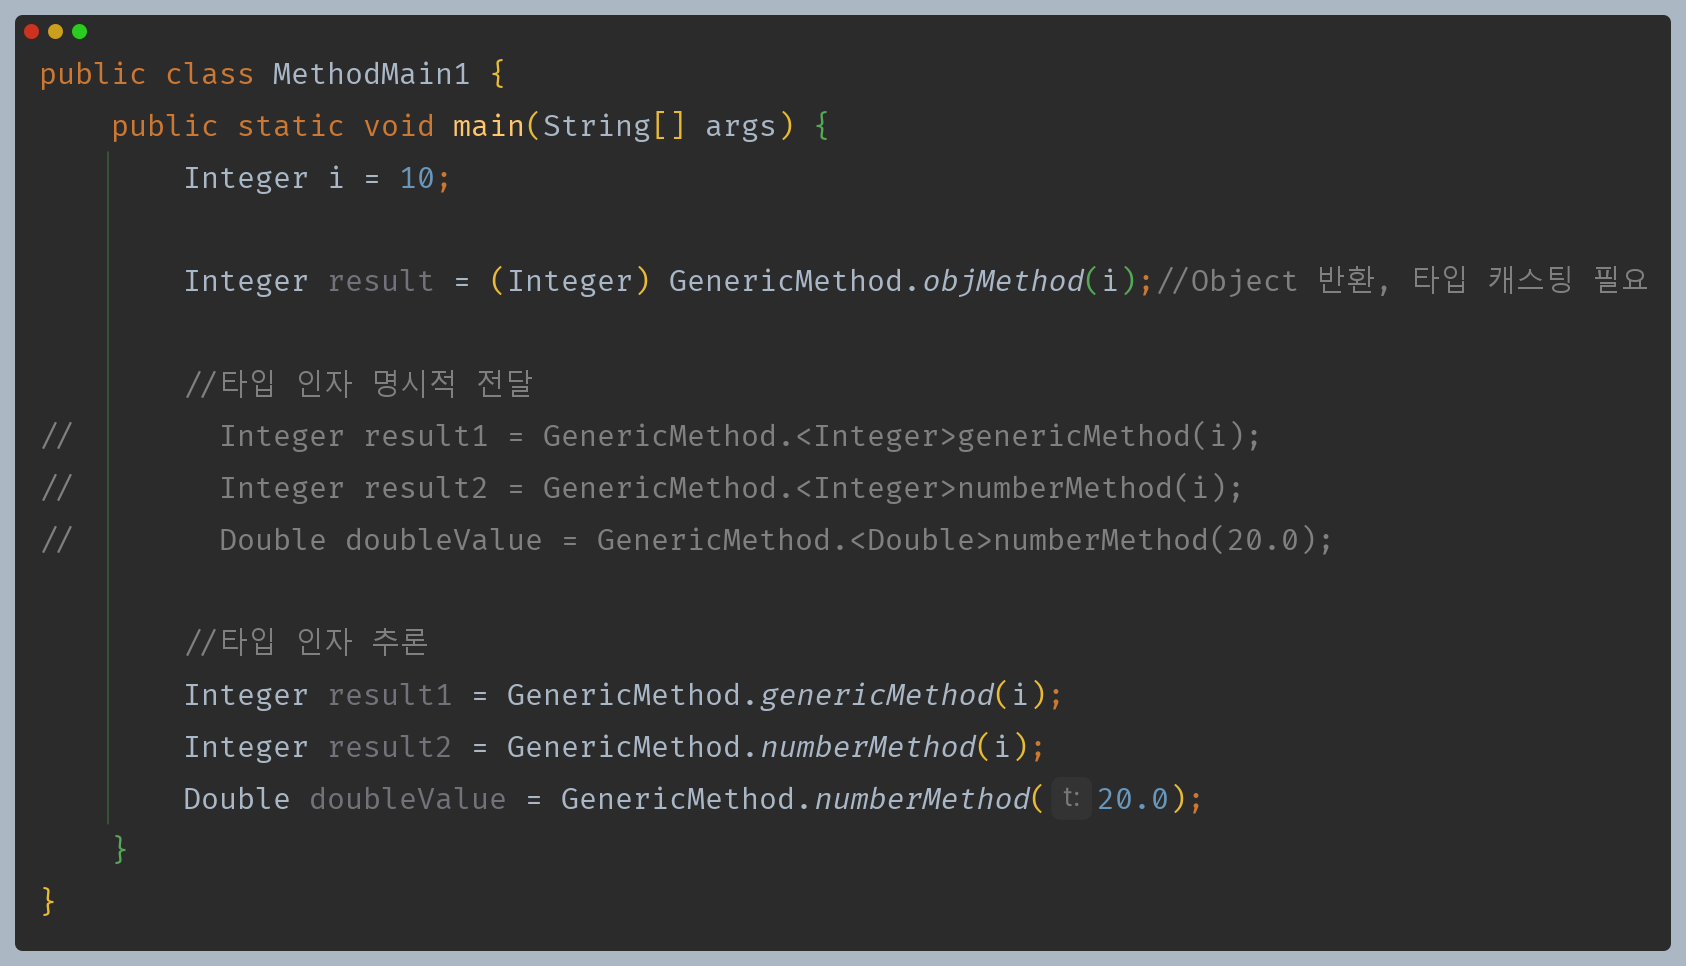 public class MethodMain1 {
    public static void main(String[] args) {
        Integer i = 10;
        Integer result = (Integer) GenericMethod.objMethod(i);//Object 반환, 타입 캐스팅 필요
        //타입 인자 명시적 전달
//        Integer result1 = GenericMethod.<Integer>genericMethod(i);
//        Integer result2 = GenericMethod.<Integer>numberMethod(i);
//        Double doubleValue = GenericMethod.<Double>numberMethod(20.0);
        //타입 인자 추론
        Integer result1 = GenericMethod.genericMethod(i);
        Integer result2 = GenericMethod.numberMethod(i);
        Double doubleValue = GenericMethod.numberMethod( t: 20.0);
    }
}